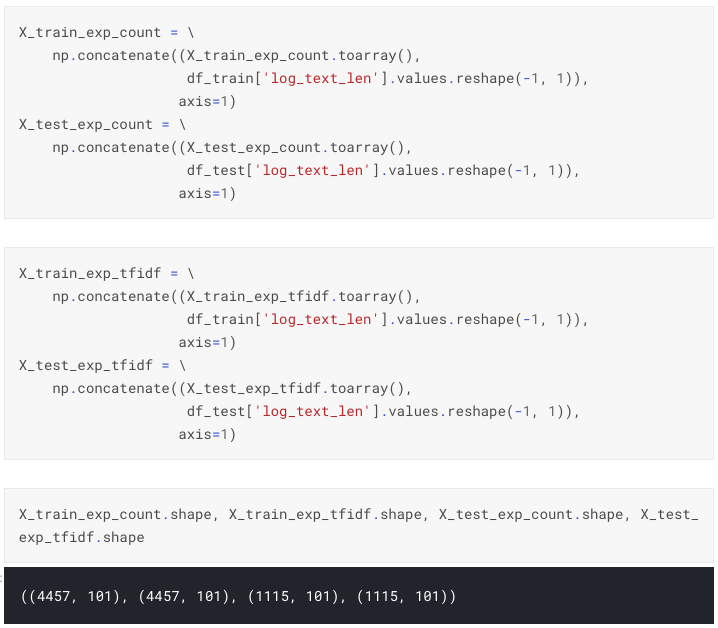 X_train_exp_count = \
    np.concatenate((X_train_exp_count.toarray(),
                    df_train['log_text_len'].values.reshape(-1, 1)),
                   axis=1)
X_test_exp_count = \
    np.concatenate((X_test_exp_count.toarray(),
                    df_test['log_text_len'].values.reshape(-1, 1)),
                   axis=1)
X_train_exp_tfidf = \
    np.concatenate((X_train_exp_tfidf.toarray(),
                    df_train['log_text_len'].values.reshape(-1, 1)),
                   axis=1)
X_test_exp_tfidf = \
    np.concatenate((X_test_exp_tfidf.toarray(),
                    df_test['log_text_len'].values.reshape(-1, 1)),
                   axis=1)
X_train_exp_count.shape, X_train_exp_tfidf.shape, X_test_exp_count.shape, X_test_
exp_tfidf.shape
((4457, 101), (4457, 101), (1115, 101), (1115, 101))